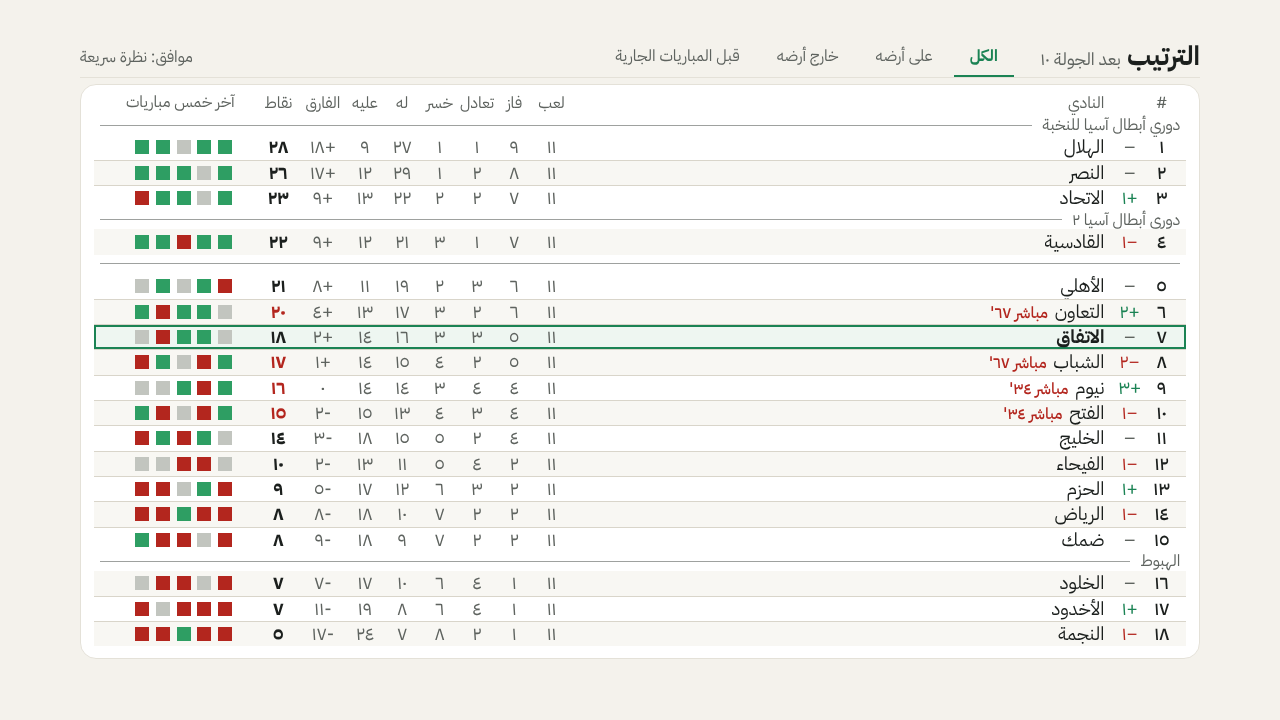 الترتيب بعد الجولة ١٠ الكل على أرضه خارج أرضه قبل المباريات الجارية موافق: نظرة سريعة
# النادي لعب فاز تعادل خسر له عليه الفارق نقاط آخر خمس مباريات
دوري أبطال آسيا للنخبة
١ – الهلال ١١ ٩ ١ ١ ٢٧ ٩ +١٨ ٢٨
٢ – النصر ١١ ٨ ٢ ١ ٢٩ ١٢ +١٧ ٢٦
٣ +١ الاتحاد ١١ ٧ ٢ ٢ ٢٢ ١٣ +٩ ٢٣
دوري أبطال آسيا ٢
٤ –١ القادسية ١١ ٧ ١ ٣ ٢١ ١٢ +٩ ٢٢
٥ – الأهلي ١١ ٦ ٣ ٢ ١٩ ١١ +٨ ٢١
٦ +٢ التعاون مباشر ٦٧' ١١ ٦ ٢ ٣ ١٧ ١٣ +٤ ٢٠
٧ – الاتفاق ١١ ٥ ٣ ٣ ١٦ ١٤ +٢ ١٨
٨ –٢ الشباب مباشر ٦٧' ١١ ٥ ٢ ٤ ١٥ ١٤ +١ ١٧
٩ +٣ نيوم مباشر ٣٤' ١١ ٤ ٤ ٣ ١٤ ١٤ ٠ ١٦
١٠ –١ الفتح مباشر ٣٤' ١١ ٤ ٣ ٤ ١٣ ١٥ -٢ ١٥
١١ – الخليج ١١ ٤ ٢ ٥ ١٥ ١٨ -٣ ١٤
١٢ –١ الفيحاء ١١ ٢ ٤ ٥ ١١ ١٣ -٢ ١٠
١٣ +١ الحزم ١١ ٢ ٣ ٦ ١٢ ١٧ -٥ ٩
١٤ –١ الرياض ١١ ٢ ٢ ٧ ١٠ ١٨ -٨ ٨
١٥ – ضمك ١١ ٢ ٢ ٧ ٩ ١٨ -٩ ٨
الهبوط
١٦ – الخلود ١١ ١ ٤ ٦ ١٠ ١٧ -٧ ٧
١٧ +١ الأخدود ١١ ١ ٤ ٦ ٨ ١٩ -١١ ٧
١٨ –١ النجمة ١١ ١ ٢ ٨ ٧ ٢٤ -١٧ ٥